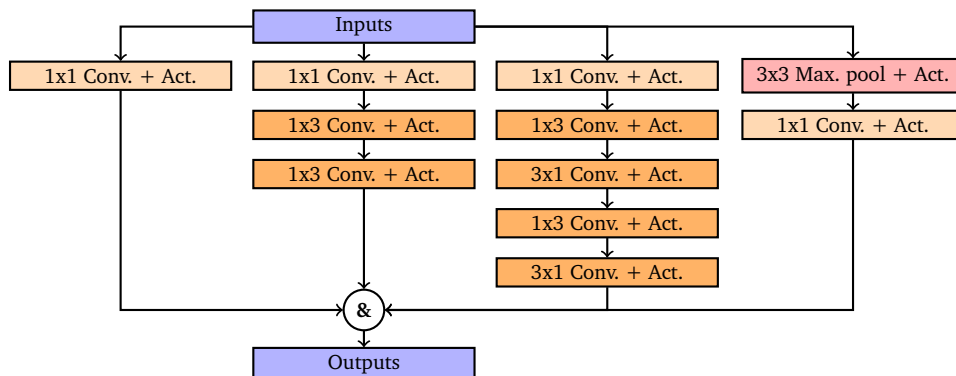 Inputs
1x1 Conv. + Act.
1x1 Conv. + Act.
1x1 Conv. + Act.
3x3 Max. pool + Act.
1x3 Conv. + Act.
1x3 Conv. + Act.
1x1 Conv. + Act.
1x3 Conv. + Act.
3x1 Conv. + Act.
1x3 Conv. + Act.
3x1 Conv. + Act.
&
Outputs